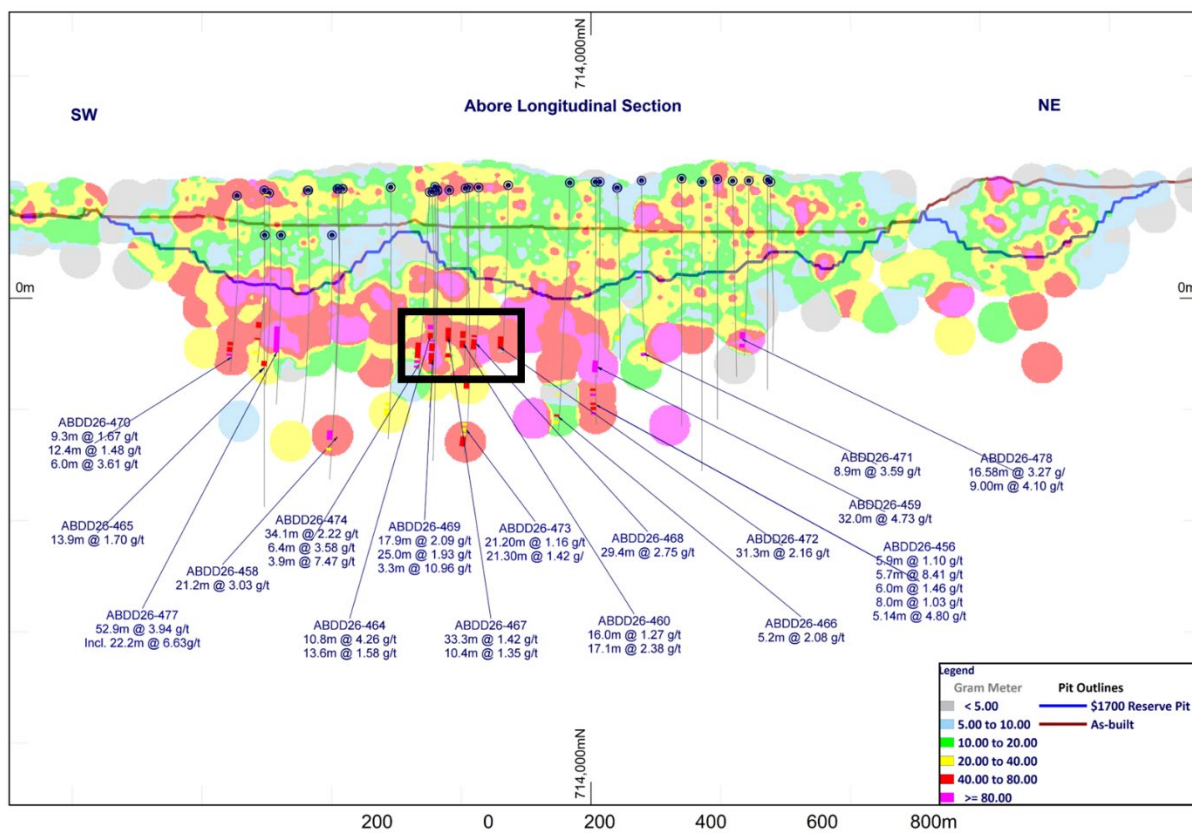 714,000mN
SW
Abore Longitudinal Section
NE
0m
0m
ABDD26-470
9.3m @ 1.67 g/t
12.4m @ 1.48 g/t
6.0m @ 3.61 g/t
ABDD26-465
13.9m @ 1.70 g/t
ABDD26-458
21.2m @ 3.03 g/t
ABDD26-477
52.9m @ 3.94 g/t
Incl. 22.2m @ 6.63g/t
ABDD26-474
34.1m @ 2.22 g/t
6.4m @ 3.58 g/t
3.9m @ 7.47 g/t
ABDD26-464
10.8m @ 4.26 g/t
13.6m @ 1.58 g/t
ABDD26-469
17.9m @ 2.09 g/t
25.0m @ 1.93 g/t
3.3m @ 10.96 g/t
ABDD26-467
33.3m @ 1.42 g/t
10.4m @ 1.35 g/t
ABDD26-473
21.20m @ 1.16 g/t
21.30m @ 1.42 g/t
ABDD26-460
16.0m @ 1.27 g/t
17.1m @ 2.38 g/t
ABDD26-468
29.4m @ 2.75 g/t
ABDD26-466
5.2m @ 2.08 g/t
ABDD26-472
31.3m @ 2.16 g/t
ABDD26-471
8.9m @ 3.59 g/t
ABDD26-459
32.0m @ 4.73 g/t
ABDD26-456
5.9m @ 1.10 g/t
5.7m @ 8.41 g/t
6.0m @ 1.46 g/t
8.0m @ 1.03 g/t
5.14m @ 4.80 g/t
ABDD26-478
16.58m @ 3.27 g/
9.00m @ 4.10 g/t
Legend
Gram Meter
< 5.00
5.00 to 10.00
10.00 to 20.00
20.00 to 40.00
40.00 to 80.00
>= 80.00
Pit Outlines
$1700 Reserve Pit
As-built
714,000mN
200 0 200 400 600 800m